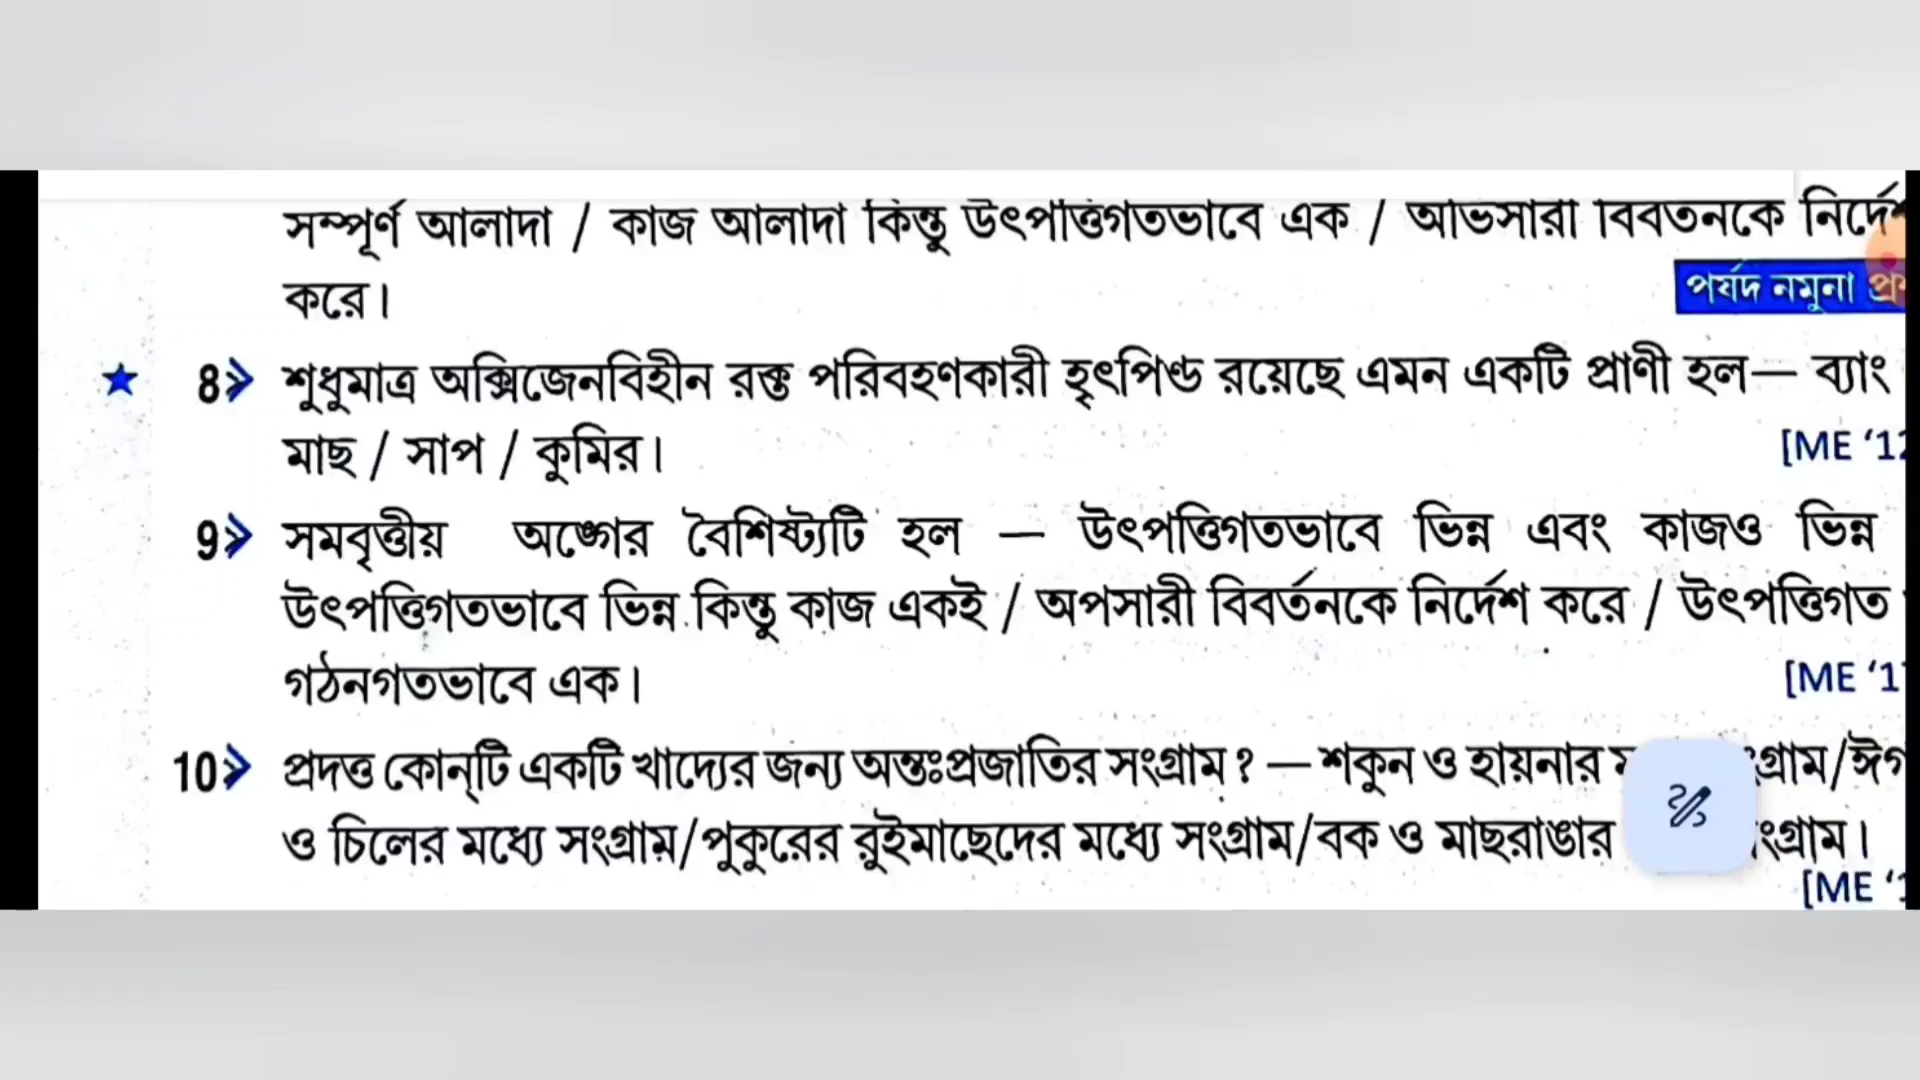 সম্পূর্ণ আলাদা / কাজ আলাদা কিন্তু উৎপত্তিগতভাবে এক / অভিসারী বিবর্তনকে
করে।
পর্ষদ নমুনা
8 শুধুমাত্র অক্সিজেনবিহীন রক্ত পরিবহণকারী হৃৎপিণ্ড রয়েছে এমন একটি প্রাণী হল— ব্যাং
মাছ / সাপ / কুমির।
[ME ‘12
9 সমবৃত্তীয় অঙ্গের বৈশিষ্ট্যটি হল — উৎপত্তিগতভাবে ভিন্ন এবং কাজও ভিন্ন
উৎপত্তিগতভাবে ভিন্ন কিন্তু কাজ একই / অপসারী বিবর্তনকে নির্দেশ করে / উৎপত্তিগত
গঠনগতভাবে এক।
[ME ‘1
10 প্রদত্ত কোন্‌টি একটি খাদ্যের জন্য অন্তঃপ্রজাতির সংগ্রাম? — শকুন ও হায়নার
ও চিলের মধ্যে সংগ্রাম/পুকুরের রুইমাছেদের মধ্যে সংগ্রাম/বক ও মাছরাঙার
[ME ‘1